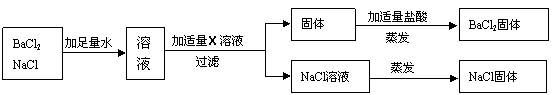 BaCl₂
NaCl
加足量水
溶
液
加适量X溶液
过滤
固体
加适量盐酸
蒸发
BaCl₂固体
NaCl溶液
蒸发
NaCl固体